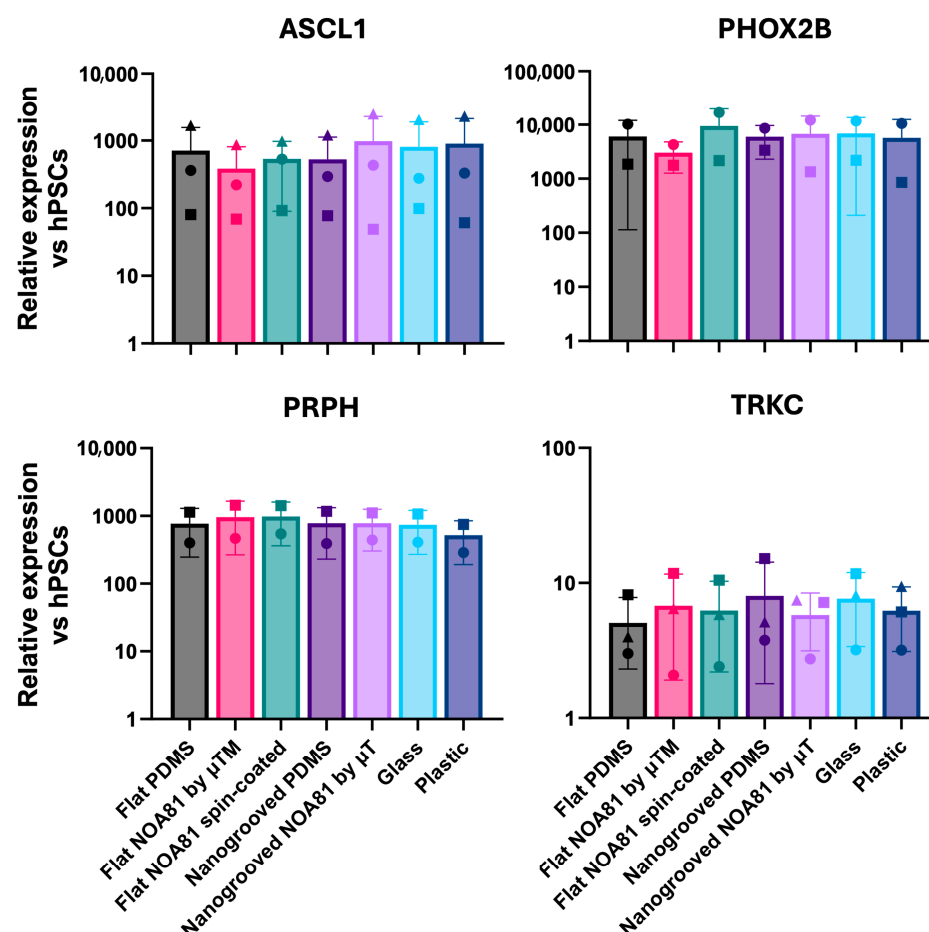 ASCL1
PHOX2B
Relative expression
vs hPSCs
10,000
1000
100
10
1
100,000
10,000
1000
100
10
1
PRPH
TRKC
Relative expression
vs hPSCs
10,000
1000
100
10
1
100
10
1
Flat PDMS
Flat NOA81 by µTM
Flat NOA81 spin-coated
Nanogrooved PDMS
Nanogrooved NOA81 by µT
Glass
Plastic
Flat PDMS
Flat NOA81 by µTM
Flat NOA81 spin-coated
Nanogrooved PDMS
Nanogrooved NOA81 by µT
Glass
Plastic